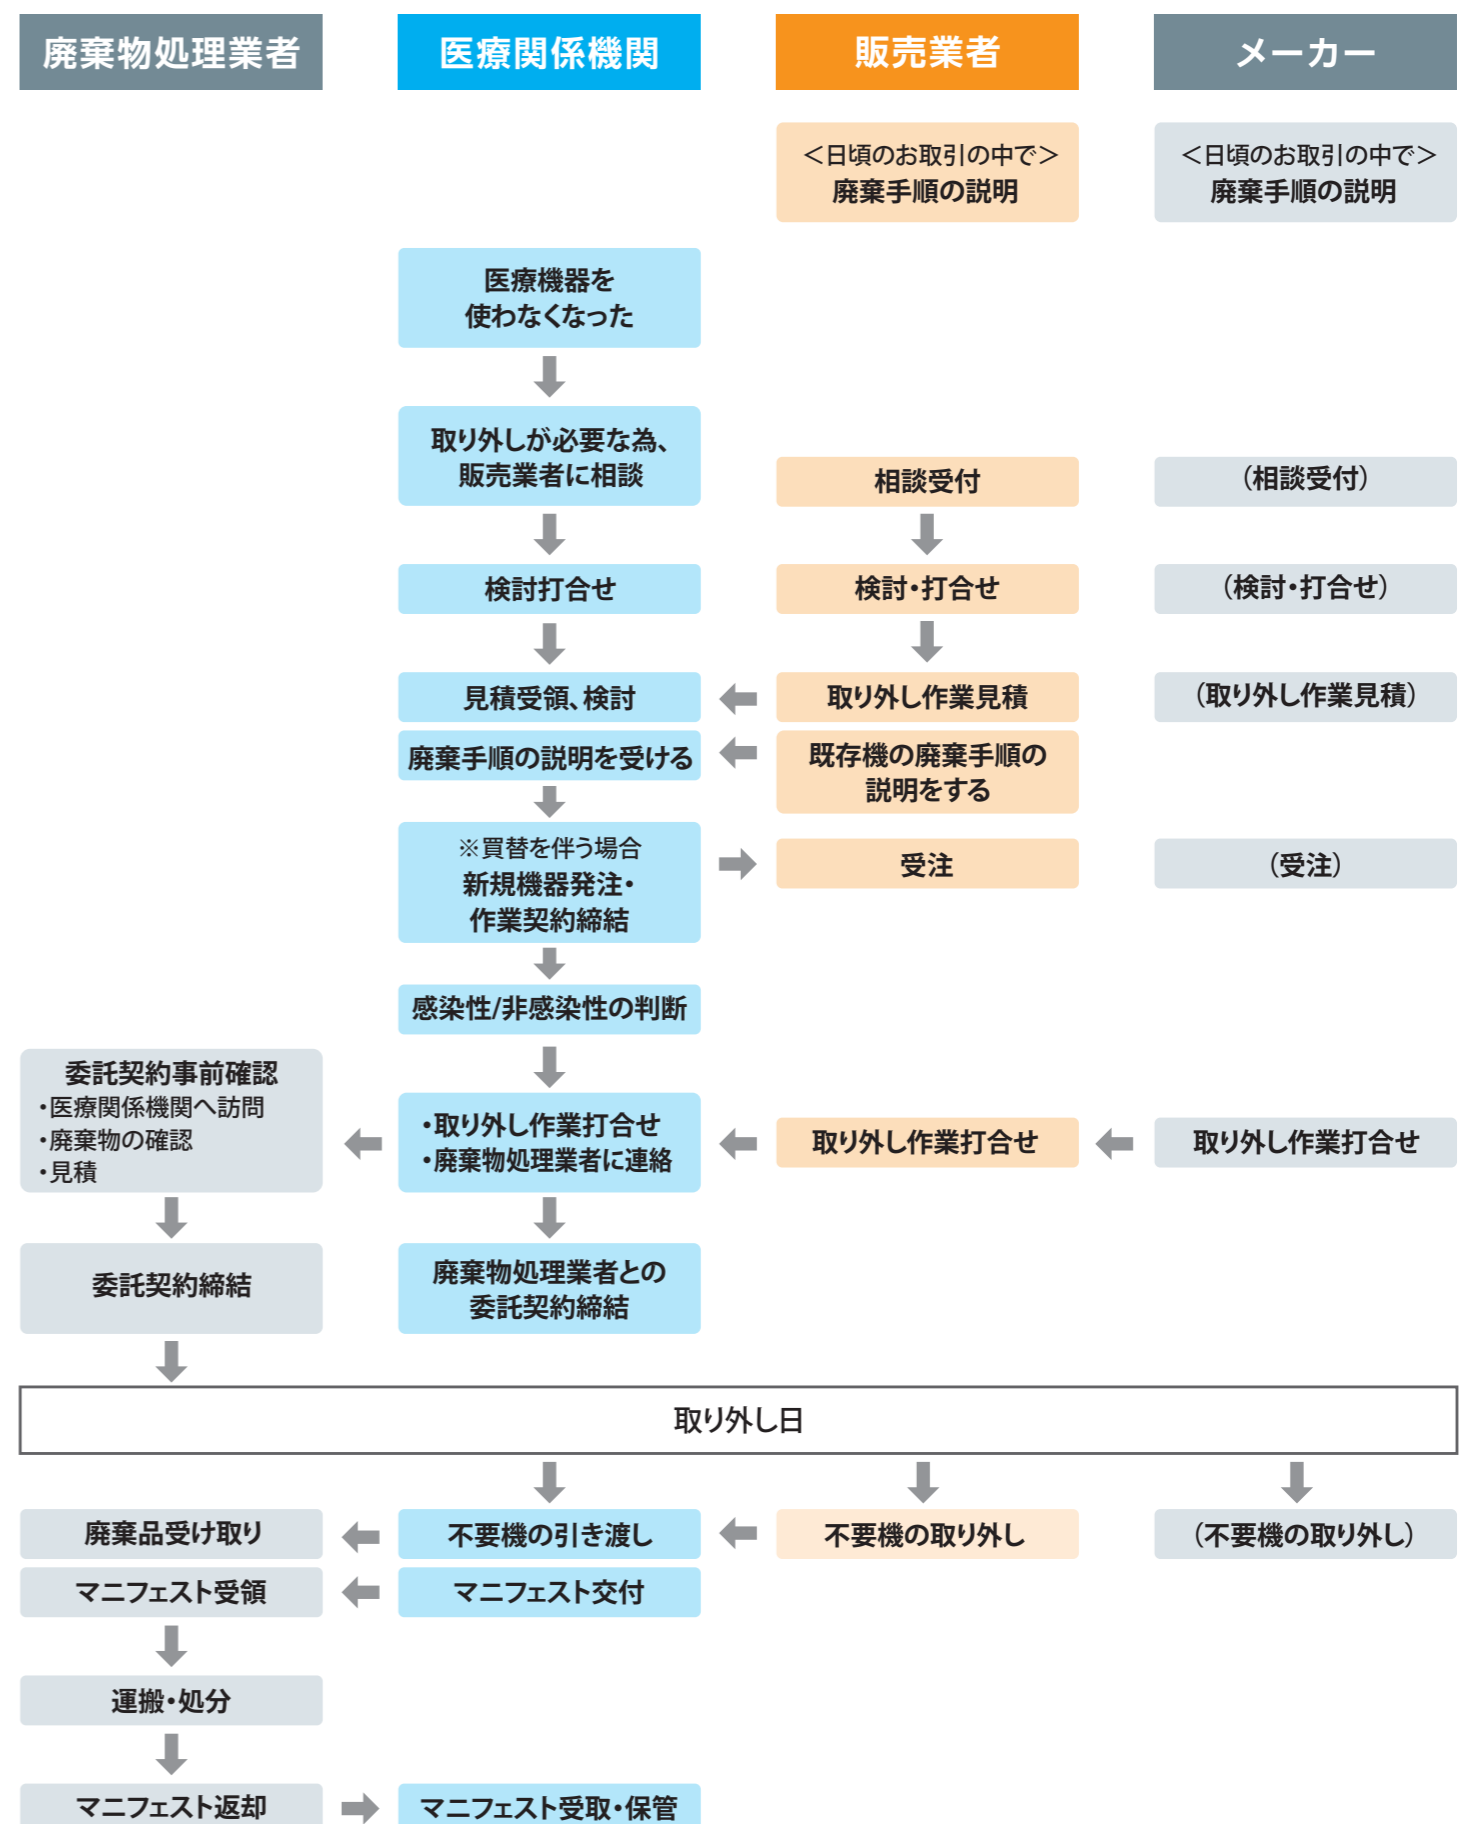 廃棄物処理業者
医療関係機関
販売業者
メーカー
＜日頃のお取引の中で＞
廃棄手順の説明
＜日頃のお取引の中で＞
廃棄手順の説明
医療機器を
使わなくなった
取り外しが必要な為、
販売業者に相談
相談受付
（相談受付）
検討打合せ
検討・打合せ
（検討・打合せ）
見積受領、検討
取り外し作業見積
（取り外し作業見積）
廃棄手順の説明を受ける
既存機の廃棄手順の
説明をする
※買替を伴う場合
新規機器発注・
作業契約締結
受注
（受注）
感染性/非感染性の判断
委託契約事前確認
・医療関係機関へ訪問
・廃棄物の確認
・見積
・取り外し作業打合せ
・廃棄物処理業者に連絡
取り外し作業打合せ
取り外し作業打合せ
委託契約締結
廃棄物処理業者との
委託契約締結
取り外し日
廃棄品受け取り
不要機の引き渡し
不要機の取り外し
（不要機の取り外し）
マニフェスト受領
マニフェスト交付
運搬・処分
マニフェスト返却
マニフェスト受取・保管